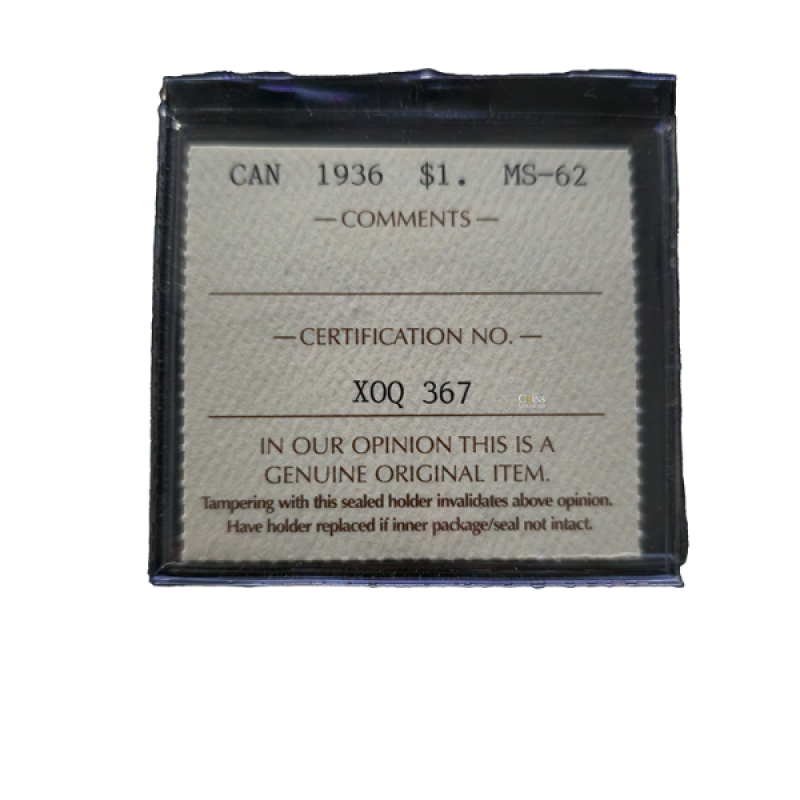 CAN 1936 $1. MS-62
— COMMENTS —
— CERTIFICATION NO. —
XOQ 367
IN OUR OPINION THIS IS A
GENUINE ORIGINAL ITEM.
Tampering with this sealed holder invalidates above opinion.
Have holder replaced if inner package/seal not intact.